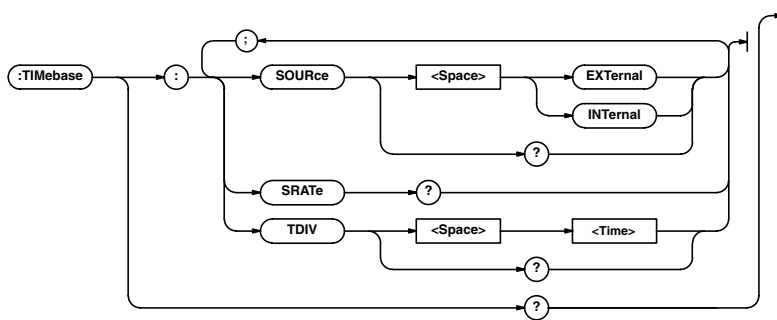 ;
:TIMebase : SOURce <Space> EXTernal
INTernal
?
SRATe ?
TDIV <Space> <Time>
?
?